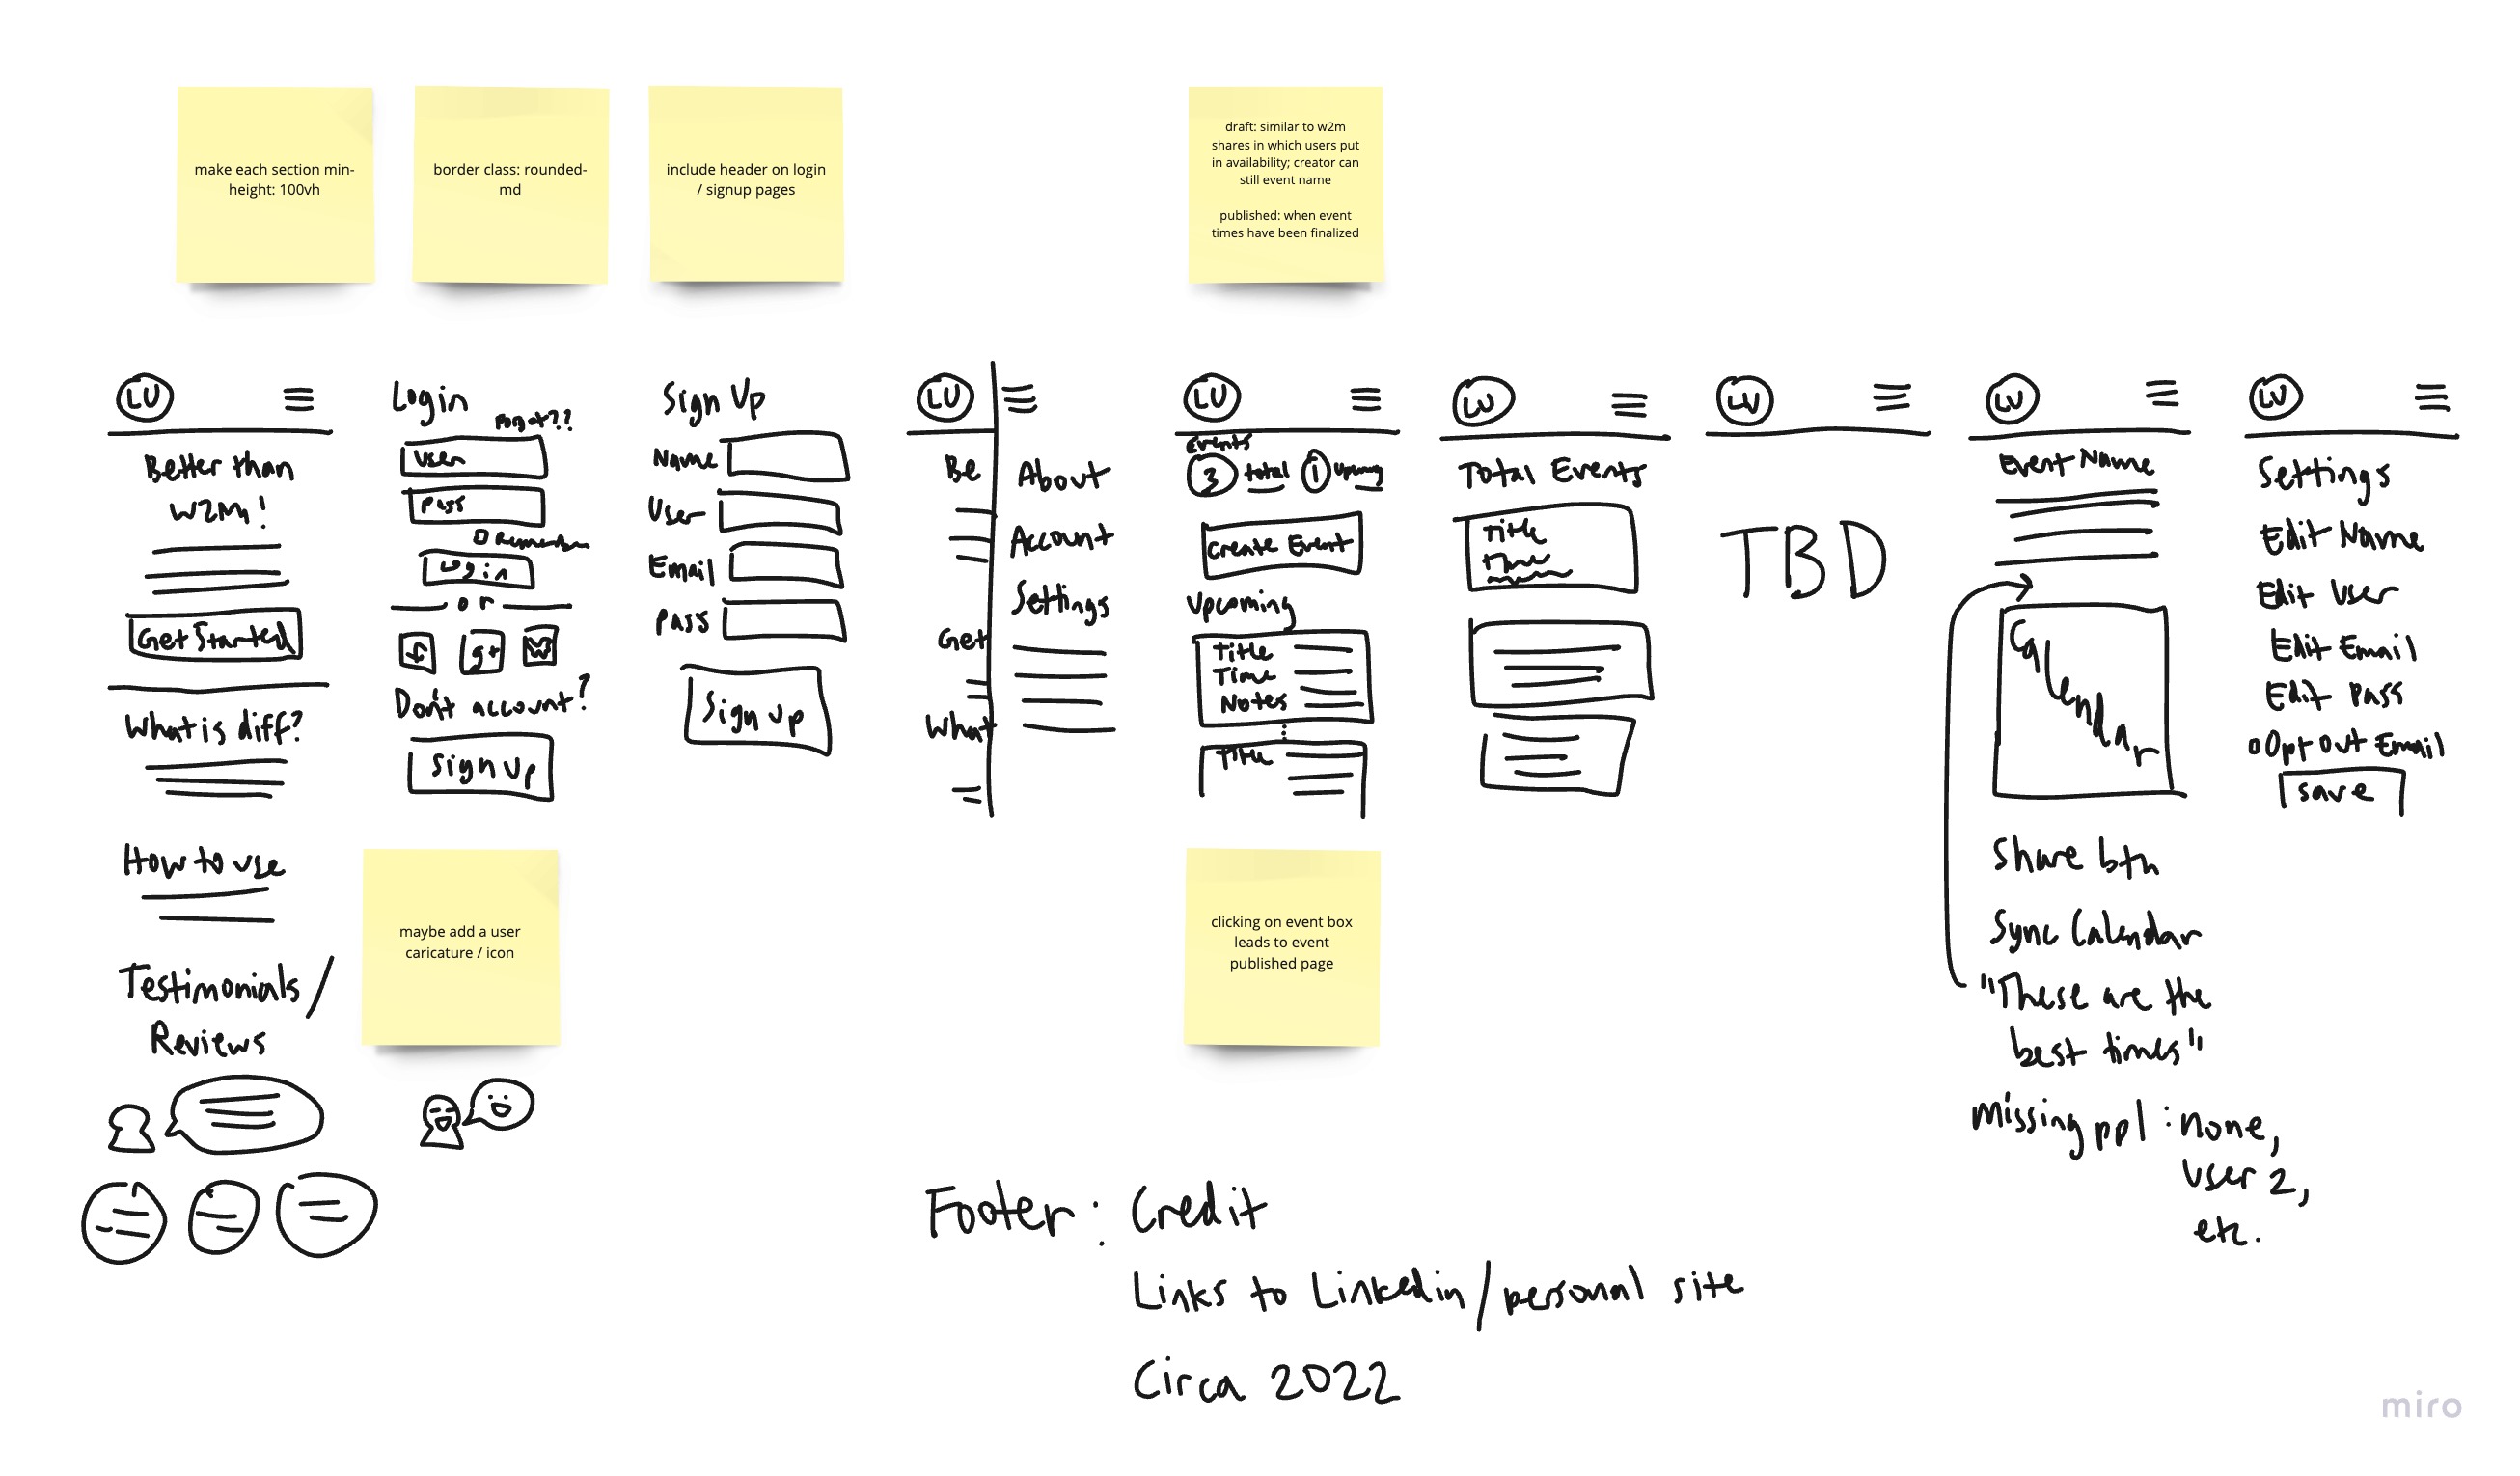 make each section min-
height: 100vh
border class: rounded-
md
include header on login
/ signup pages
draft: similar to w2m
shares in which users put
in availability; creator can
still event name
published: when event
times have been finalized
LU
Better than
W2M!
Get Started
What is diff?
How to use
Testimonials/
Reviews
Login
Forgot??
User
Pass
Remember
Login
or
f
g+
Don't account?
Sign Up
maybe add a user
caricature / icon
Sign Up
Name
User
Email
Pass
Sign up
LU
Be
Get
What
About
Account
Settings
LU
Events
3 total 1 upcoming
Create Event
Upcoming
Title
Time
Notes
Title
clicking on event box
leads to event
published page
LU
Total Events
Title
Time
LU
TBD
LU
Event Name
Calendar
Share btn
Sync Calendar
"These are the
best times"
missing ppl : none,
user 2,
etc.
LU
Settings
Edit Name
Edit User
Edit Email
Edit Pass
Opt Out Email
save
Footer: Credit
Links to Linkedin/personal site
Circa 2022
miro